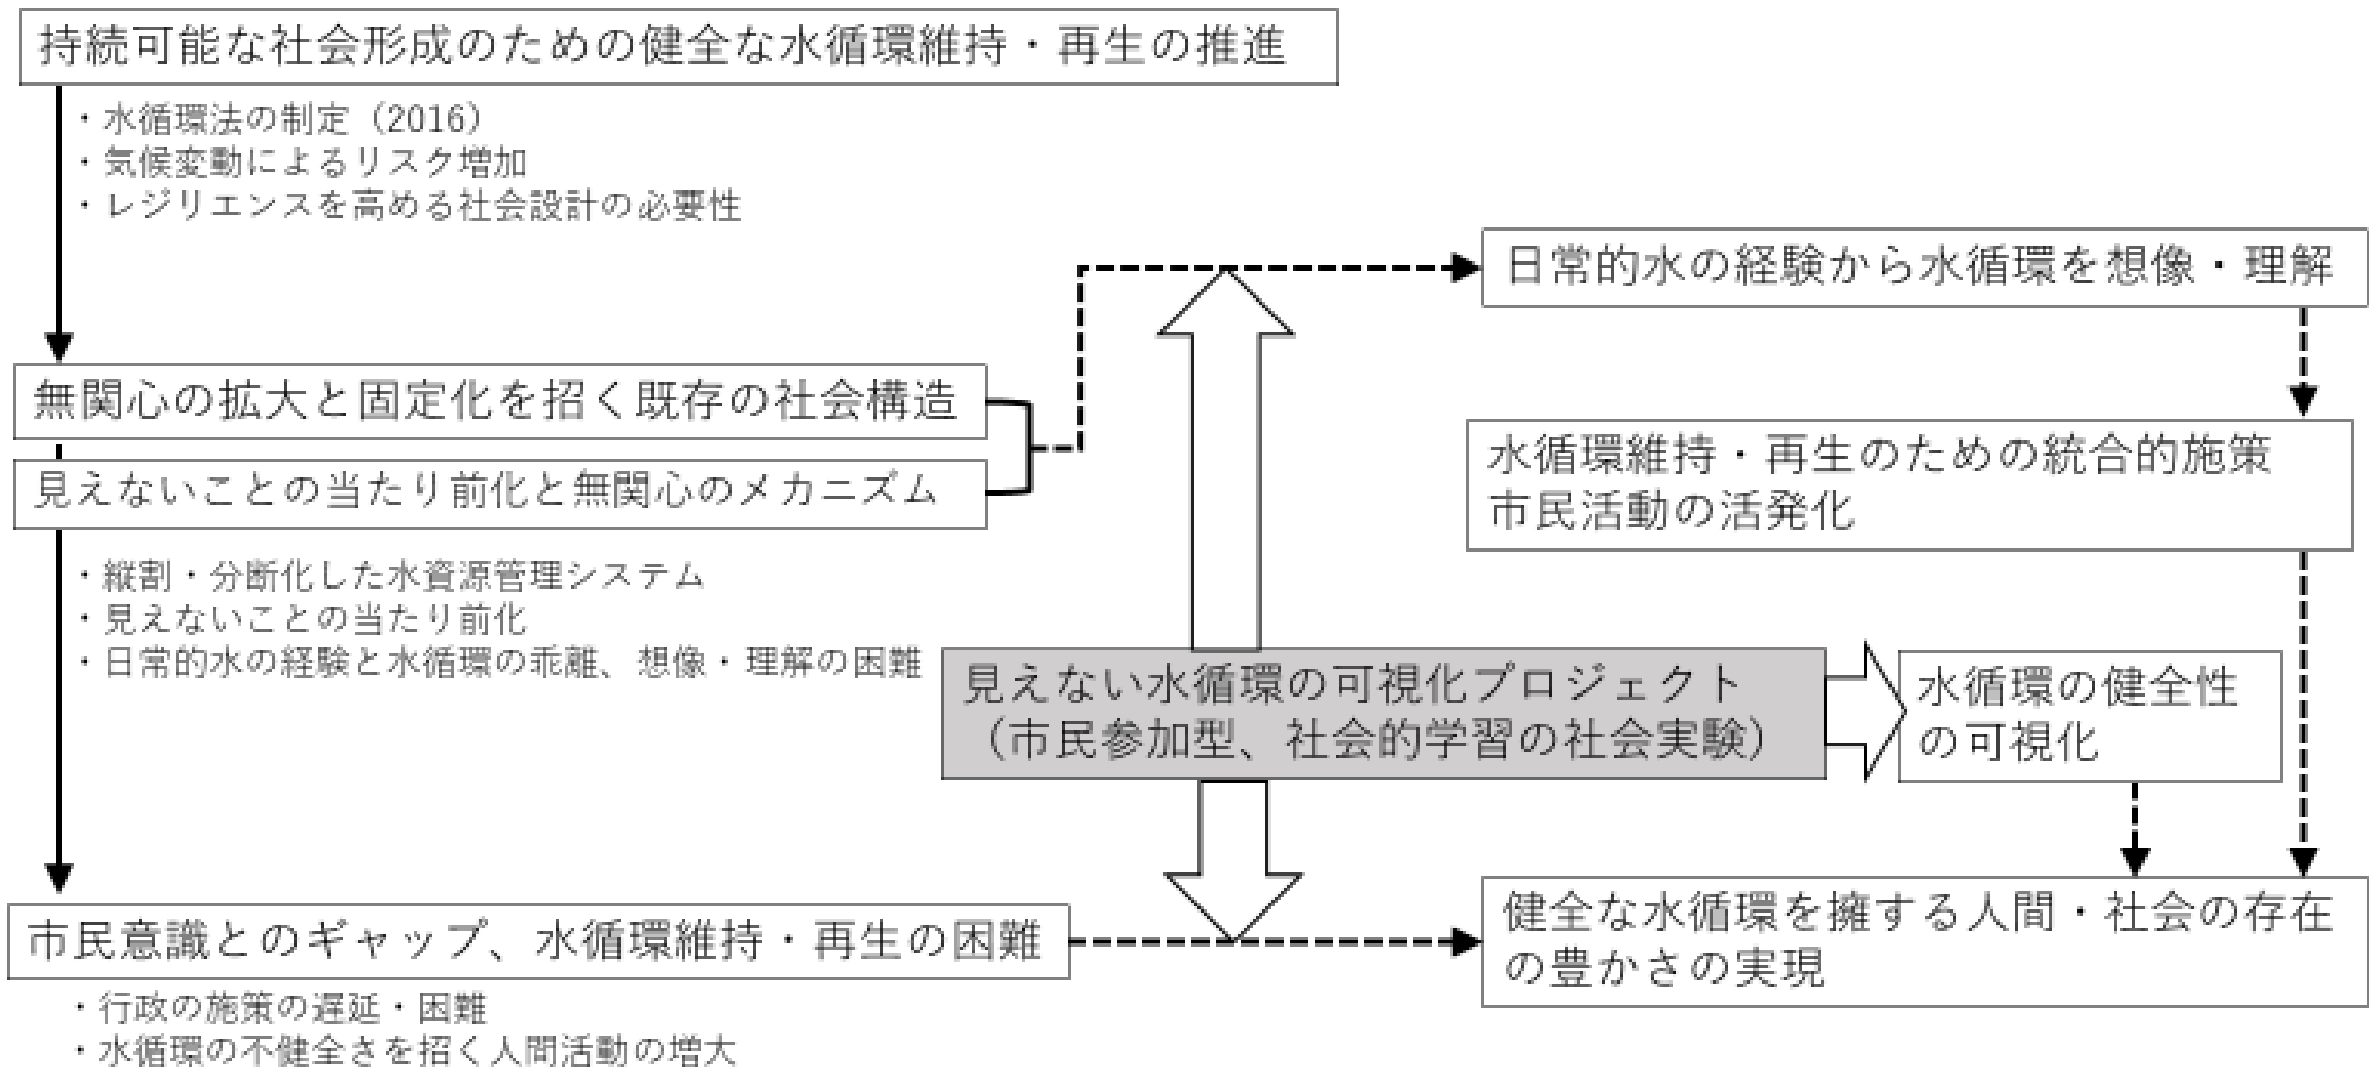 持続可能な社会形成のための健全な水循環維持・再生の推進
・水循環法の制定（2016）
・気候変動によるリスク増加
・レジリエンスを高める社会設計の必要性
日常的水の経験から水循環を想像・理解
無関心の拡大と固定化を招く既存の社会構造
見えないことの当たり前化と無関心のメカニズム
水循環維持・再生のための統合的施策
市民活動の活発化
・縦割・分断化した水資源管理システム
・見えないことの当たり前化
・日常的水の経験と水循環の乖離、想像・理解の困難
見えない水循環の可視化プロジェクト
（市民参加型、社会的学習の社会実験）
水循環の健全性
の可視化
市民意識とのギャップ、水循環維持・再生の困難
健全な水循環を擁する人間・社会の存在
の豊かさの実現
・行政の施策の遅延・困難
・水循環の不健全さを招く人間活動の増大